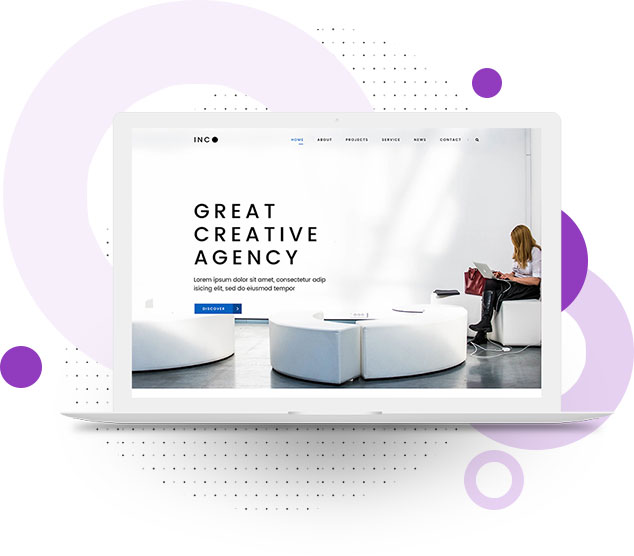 INC
HOME ABOUT PROJECTS SERVICE NEWS CONTACT
GREAT
CREATIVE
AGENCY
Lorem ipsum dolor sit amet, consectetur adip
isicing elit, sed do eiusmod tempor
DISCOVER